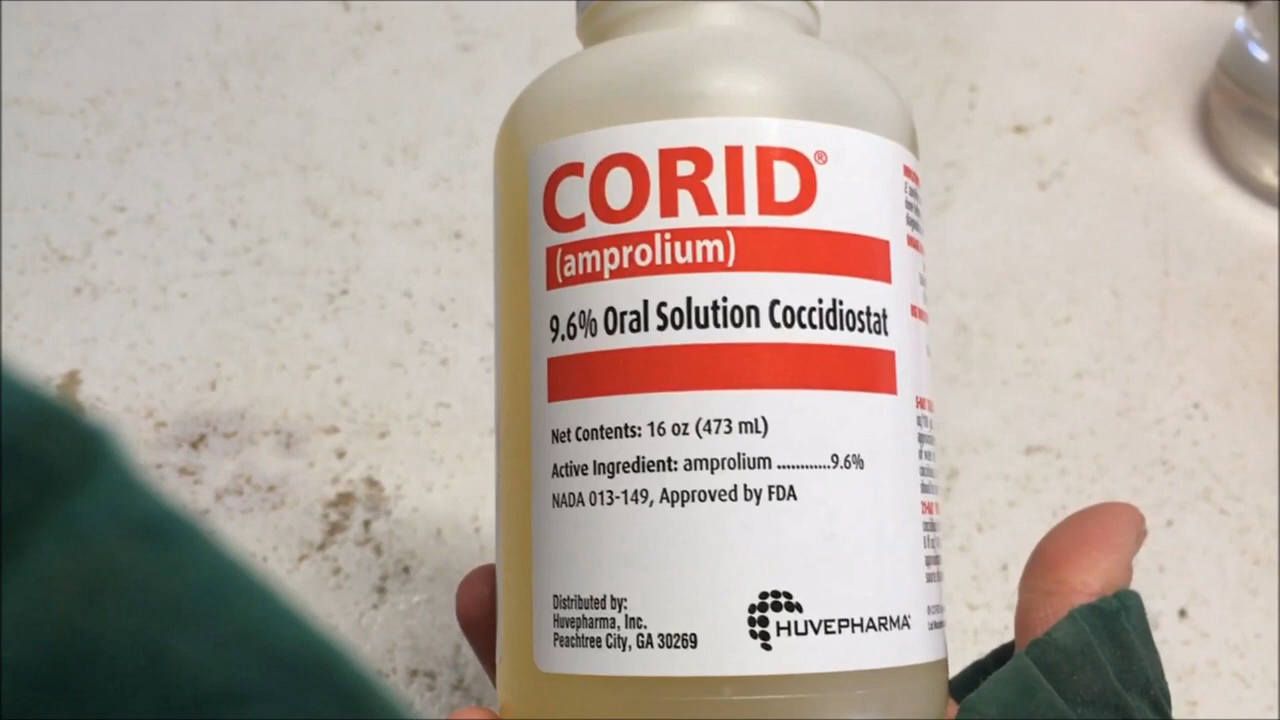 CORID®
(amprolium)
9.6% Oral Solution Coccidiostat
Net Contents: 16 oz (473 mL)
Active Ingredient: amprolium ............9.6%
NADA 013-149, Approved by FDA
Distributed by:
Huvepharma, Inc.
Peachtree City, GA 30269
HUVEPHARMA